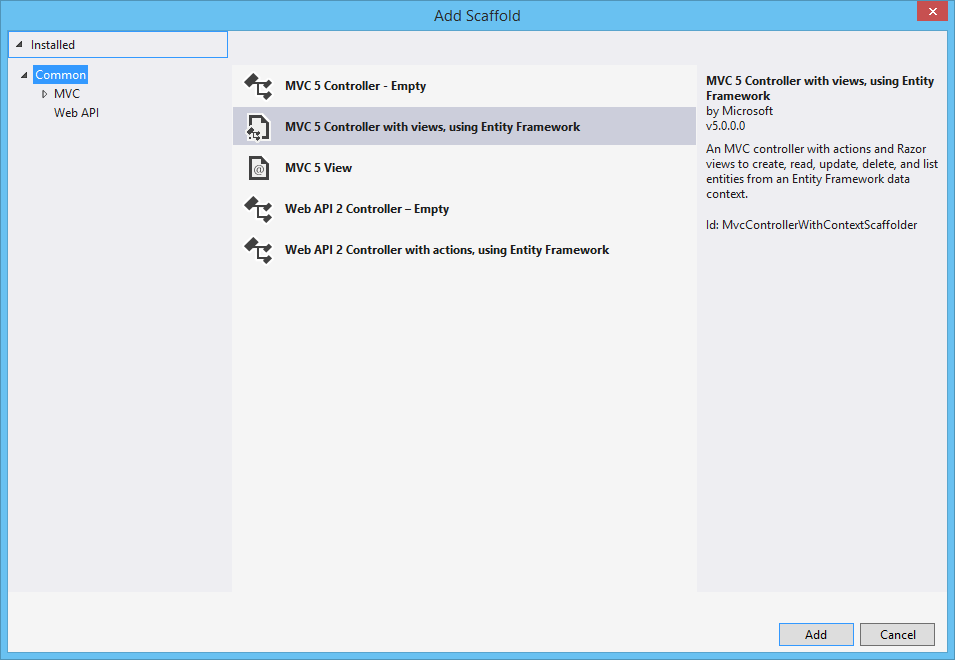 Add Scaffold
Installed
Common
MVC
Web API
MVC 5 Controller - Empty
MVC 5 Controller with views, using Entity Framework
MVC 5 View
Web API 2 Controller – Empty
Web API 2 Controller with actions, using Entity Framework
MVC 5 Controller with views, using Entity
Framework
by Microsoft
v5.0.0.0
An MVC controller with actions and Razor
views to create, read, update, delete, and list
entities from an Entity Framework data
context.
Id: MvcControllerWithContextScaffolder
Add
Cancel